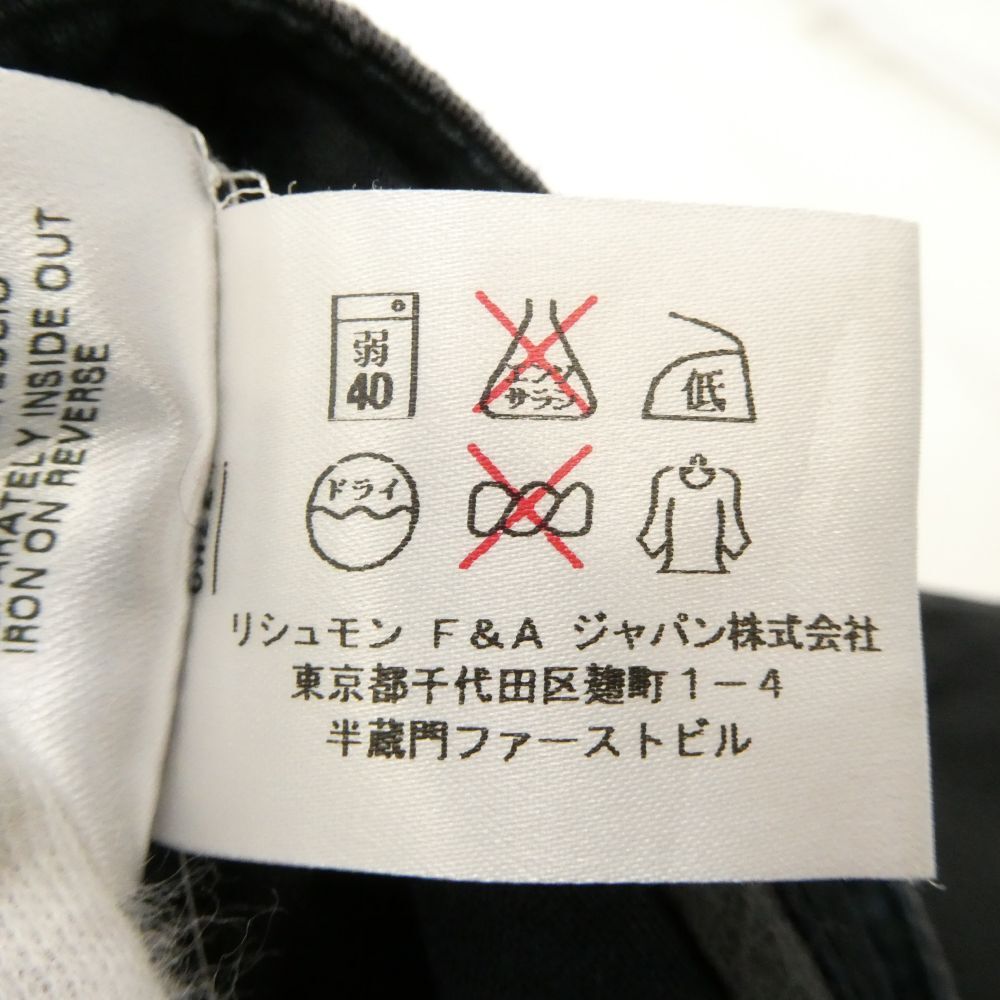 弱
40
エンソ
サラシ
低
ドライ
リシュモン F&A ジャパン株式会社
東京都千代田区麹町1-4
半蔵門ファーストビル
INSIDE OUT
IRON ON REVERSE